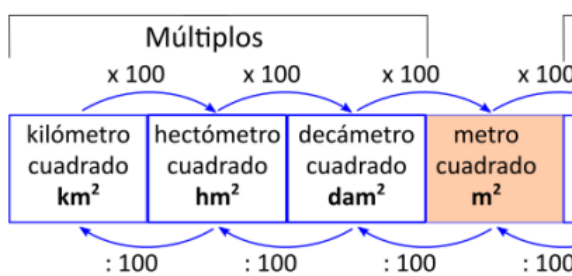 Múltiplos
x 100 x 100 x 100 x 100
kilómetro cuadrado km²
hectómetro cuadrado hm²
decámetro cuadrado dam²
metro cuadrado m²
: 100 : 100 : 100 : 100